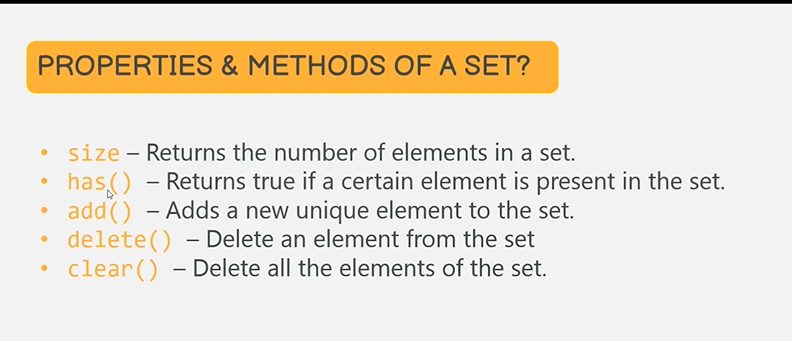 PROPERTIES & METHODS OF A SET?
• size – Returns the number of elements in a set.
• has() – Returns true if a certain element is present in the set.
• add() – Adds a new unique element to the set.
• delete() – Delete an element from the set
• clear() – Delete all the elements of the set.